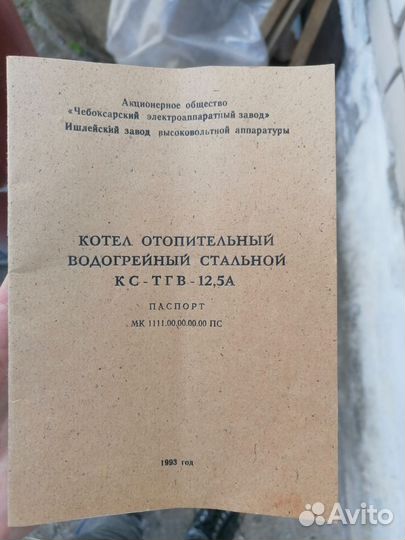 Акционерное общество
«Чебоксарский электроаппаратный завод»
Ишлейский завод высоковольтной аппаратуры
КОТЕЛ ОТОПИТЕЛЬНЫЙ
ВОДОГРЕЙНЫЙ СТАЛЬНОЙ
КС-ТГВ-12,5А
ПАСПОРТ
МК 1111.00.00.00.00 ПС
1993 год
Avito